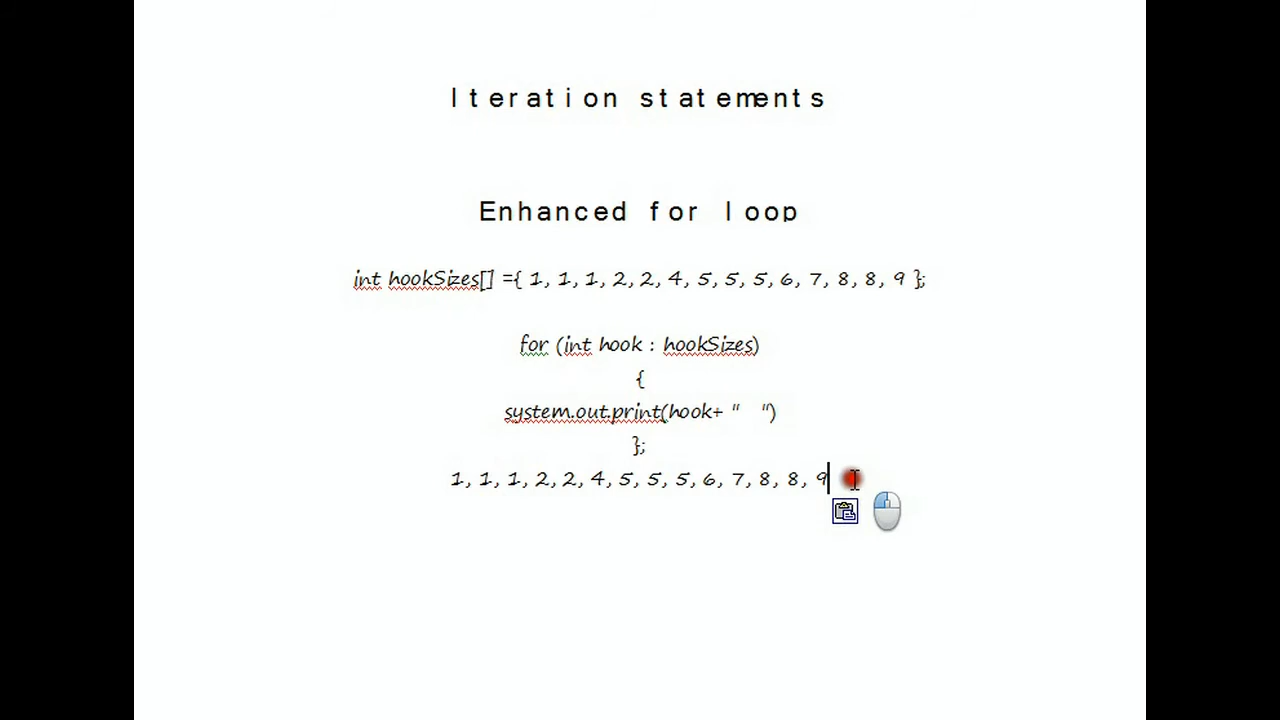 Iteration statements
Enhanced for loop
int hookSizes[] ={ 1, 1, 1, 2, 2, 4, 5, 5, 5, 6, 7, 8, 8, 9 };
for (int hook : hookSizes)
{
system.out.print(hook+ "   ")
};
1, 1, 1, 2, 2, 4, 5, 5, 5, 6, 7, 8, 8, 9